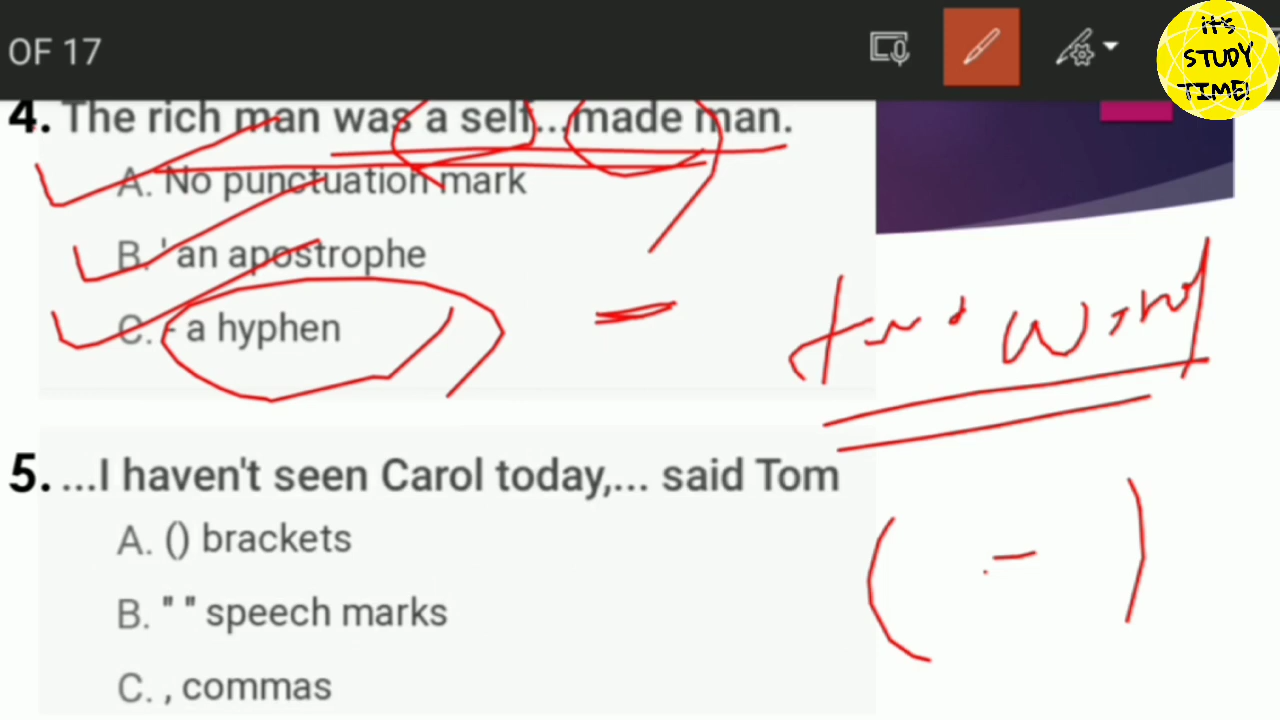 OF 17
its
STUDY
TIME!
4. The rich man was a self...made man.
A. No punctuation mark
B. ' an apostrophe
C. - a hyphen
5. ...I haven't seen Carol today,... said Tom
A. () brackets
B. " " speech marks
C. , commas
( - )